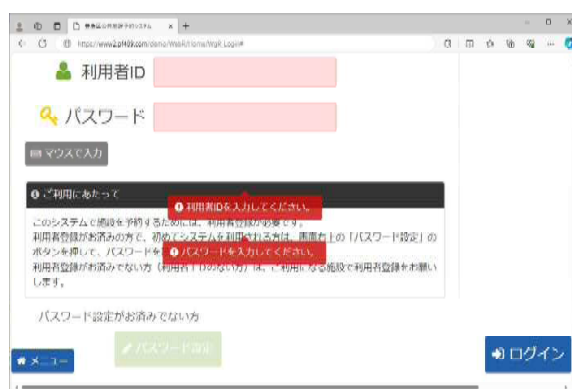 利用者ID
パスワード
マウスで入力
ご利用にあたって
利用者IDを入力してください。
このシステムで施設を予約するためには、利用者登録が必要です。
利用者登録がお済みの方で、初めてシステムを利用される方は、画面右上の「パスワード設定」の
ボタンを押して、パスワードを
パスワードを入力してください。
利用者登録がお済みでない方（利用者IDのない方）は、ご利用になる施設で利用者登録をお願い
します。
パスワード設定がお済みでない方
パスワード設定
メニュー
ログイン